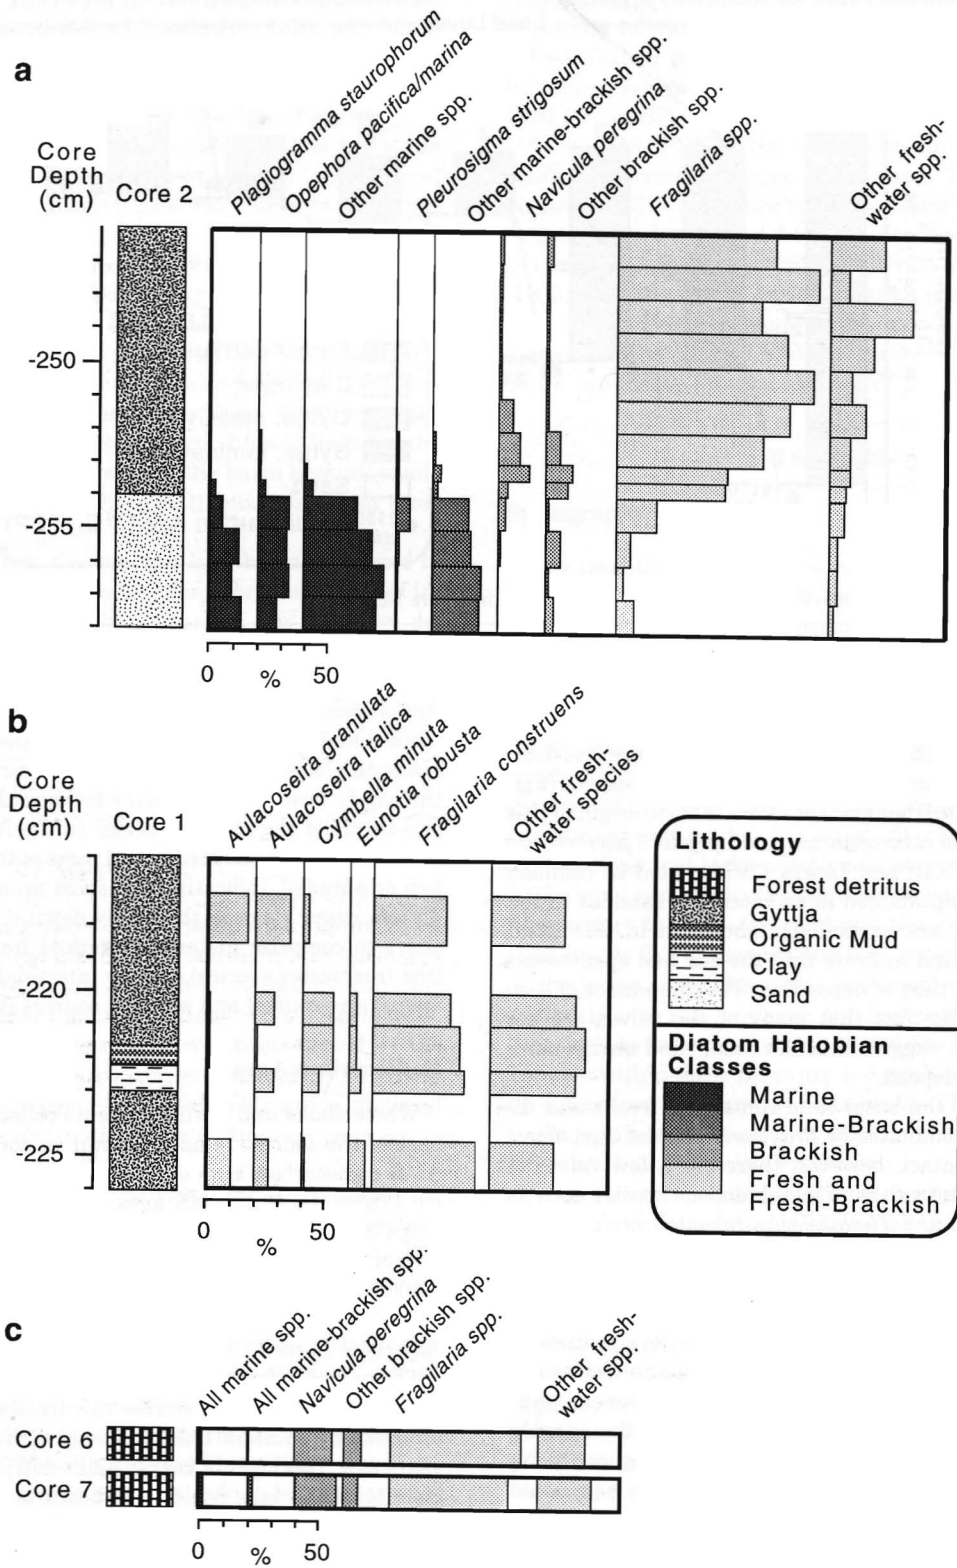 a
Core
Depth
(cm)
Core 2
Plagiogramma staurophorum
Opephora pacifica/marina
Other marine spp.
Pleurosigma strigosum
Other marine-brackish spp.
Navicula peregrina
Other brackish spp.
Fragilaria spp.
Other fresh-
water spp.
-250
-255
0
%
50
b
Core
Depth
(cm)
Core 1
Aulacoseira granulata
Aulacoseira italica
Cymbella minuta
Eunotia robusta
Fragilaria construens
Other fresh-
water species
-220
-225
0
%
50
Lithology
Forest detritus
Gyttja
Organic Mud
Clay
Sand
Diatom Halobian
Classes
Marine
Marine-Brackish
Brackish
Fresh and
Fresh-Brackish
c
All marine spp.
All marine-brackish spp.
Navicula peregrina
Other brackish spp.
Fragilaria spp.
Other fresh-
water spp.
Core 6
Core 7
0
%
50